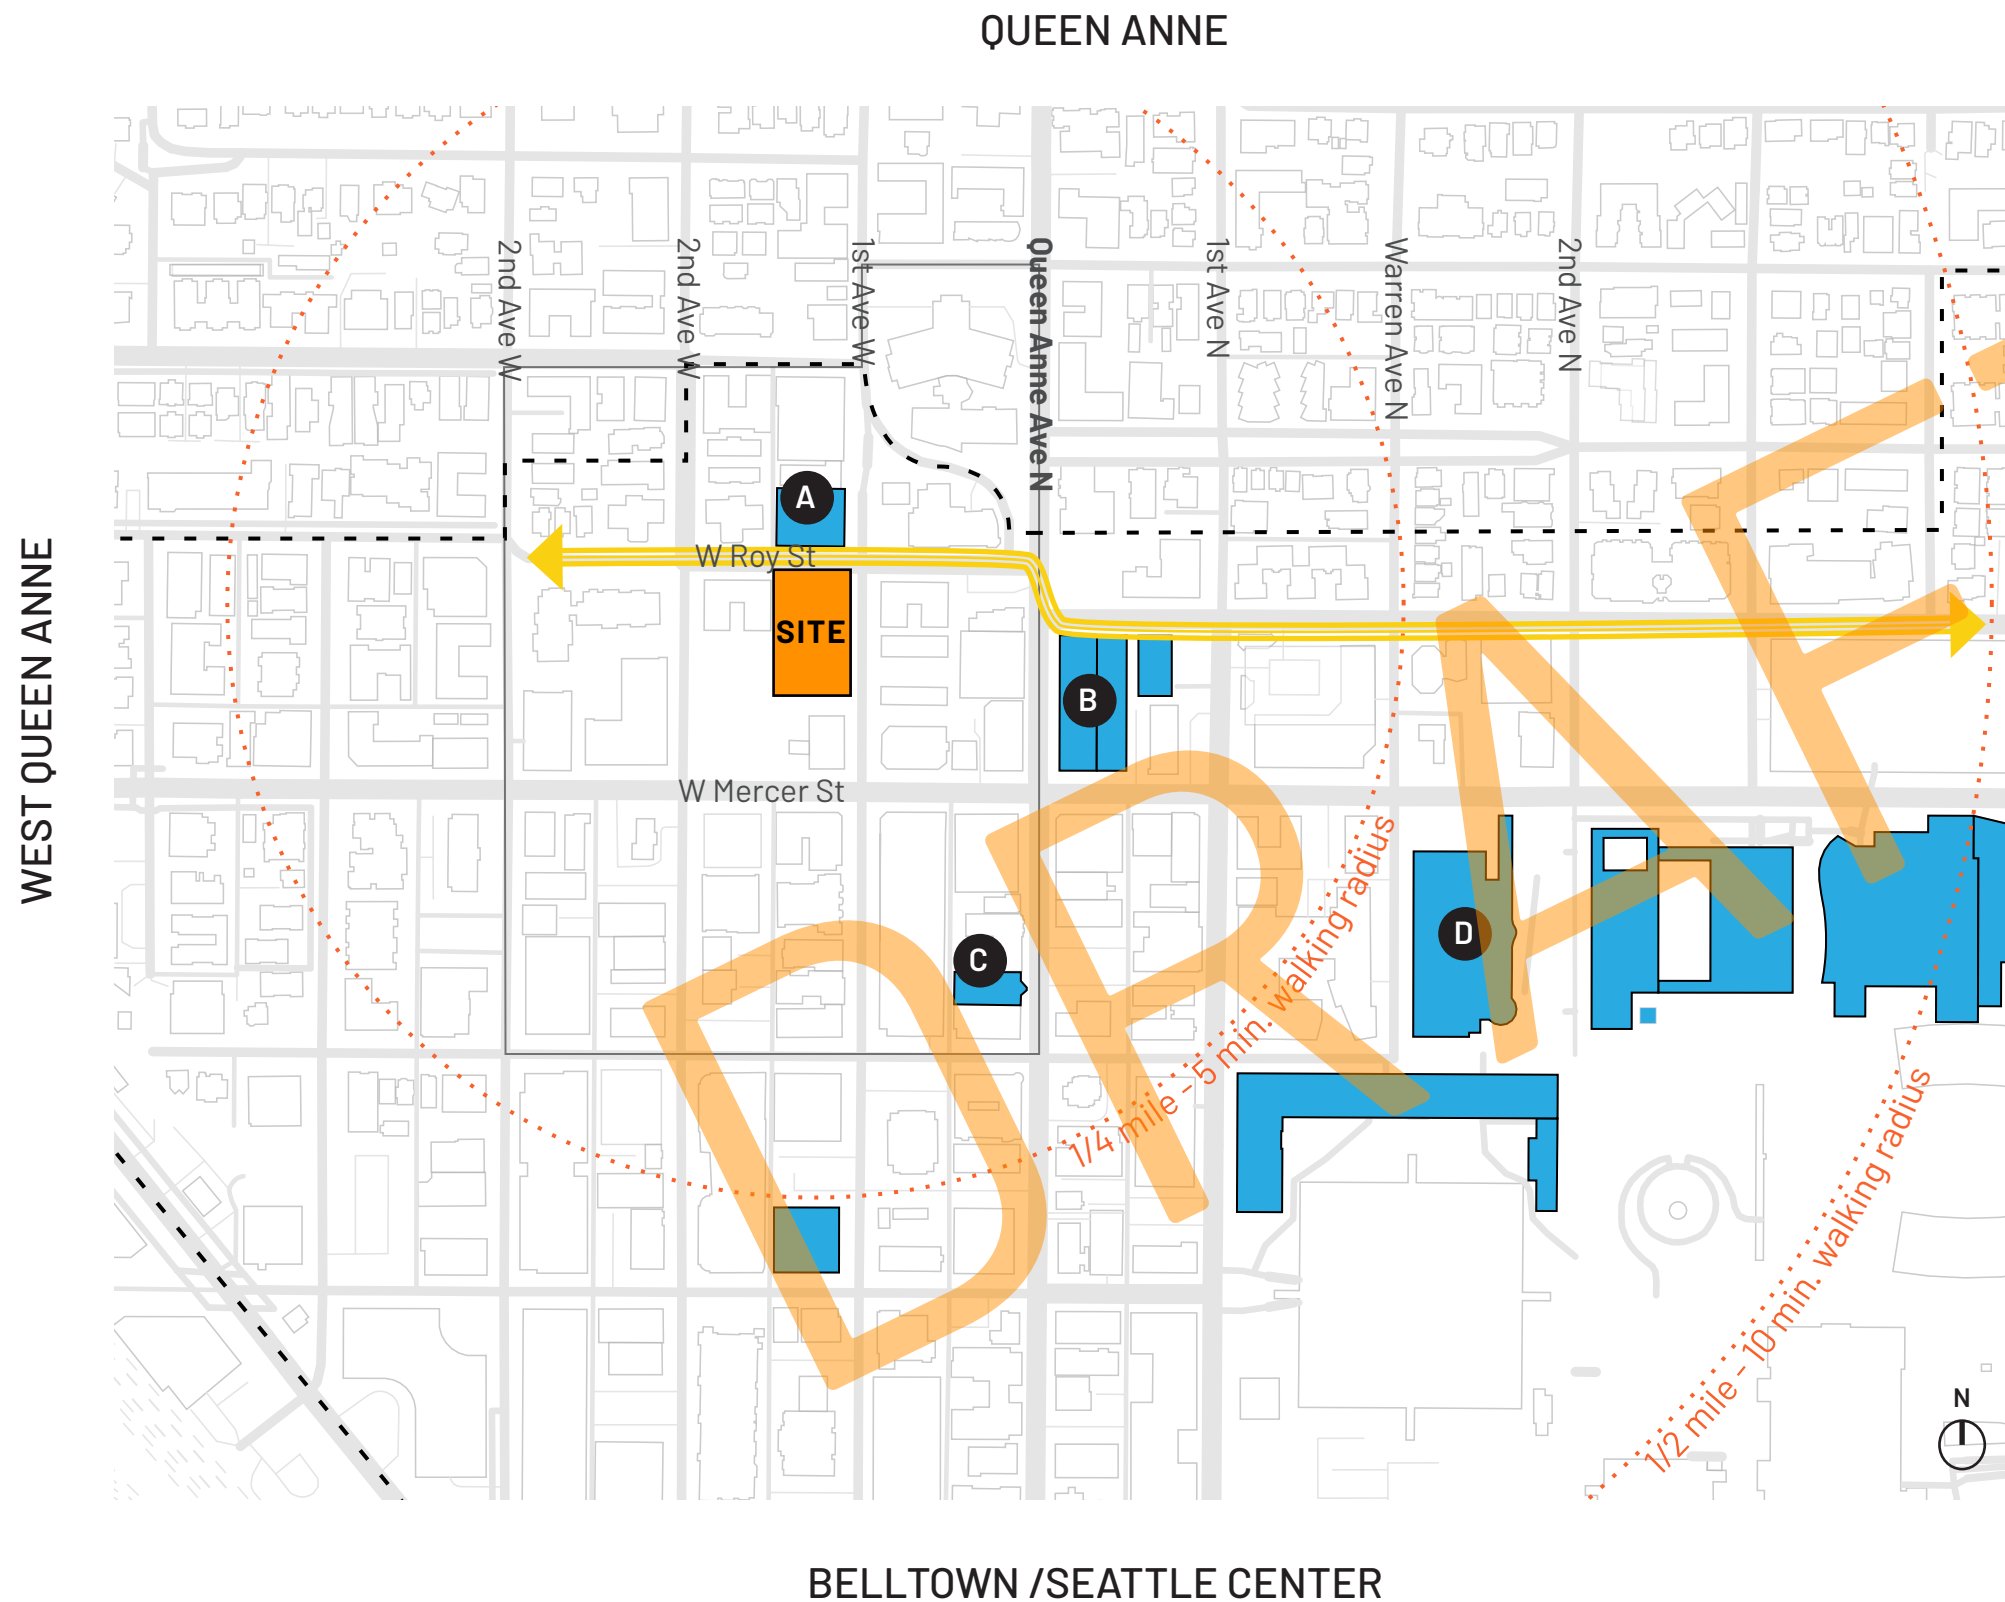 QUEEN ANNE
2nd Ave W
2nd Ave W
1st Ave W
Queen Anne Ave N
1st Ave N
Warren Ave N
2nd Ave N
A
W Roy St
SITE
B
WEST QUEEN ANNE
W Mercer St
C
D
1/4 mile - 5 min. walking radius
1/2 mile - 10 min. walking radius
DRAFT
N
BELLTOWN /SEATTLE CENTER